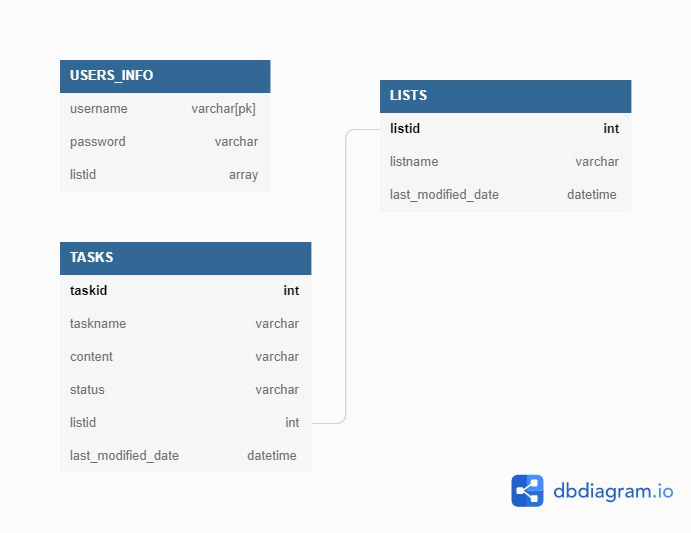 USERS_INFO
username varchar[pk]
password varchar
listid array
LISTS
listid int
listname varchar
last_modified_date datetime
TASKS
taskid int
taskname varchar
content varchar
status varchar
listid int
last_modified_date datetime
dbdiagram.io